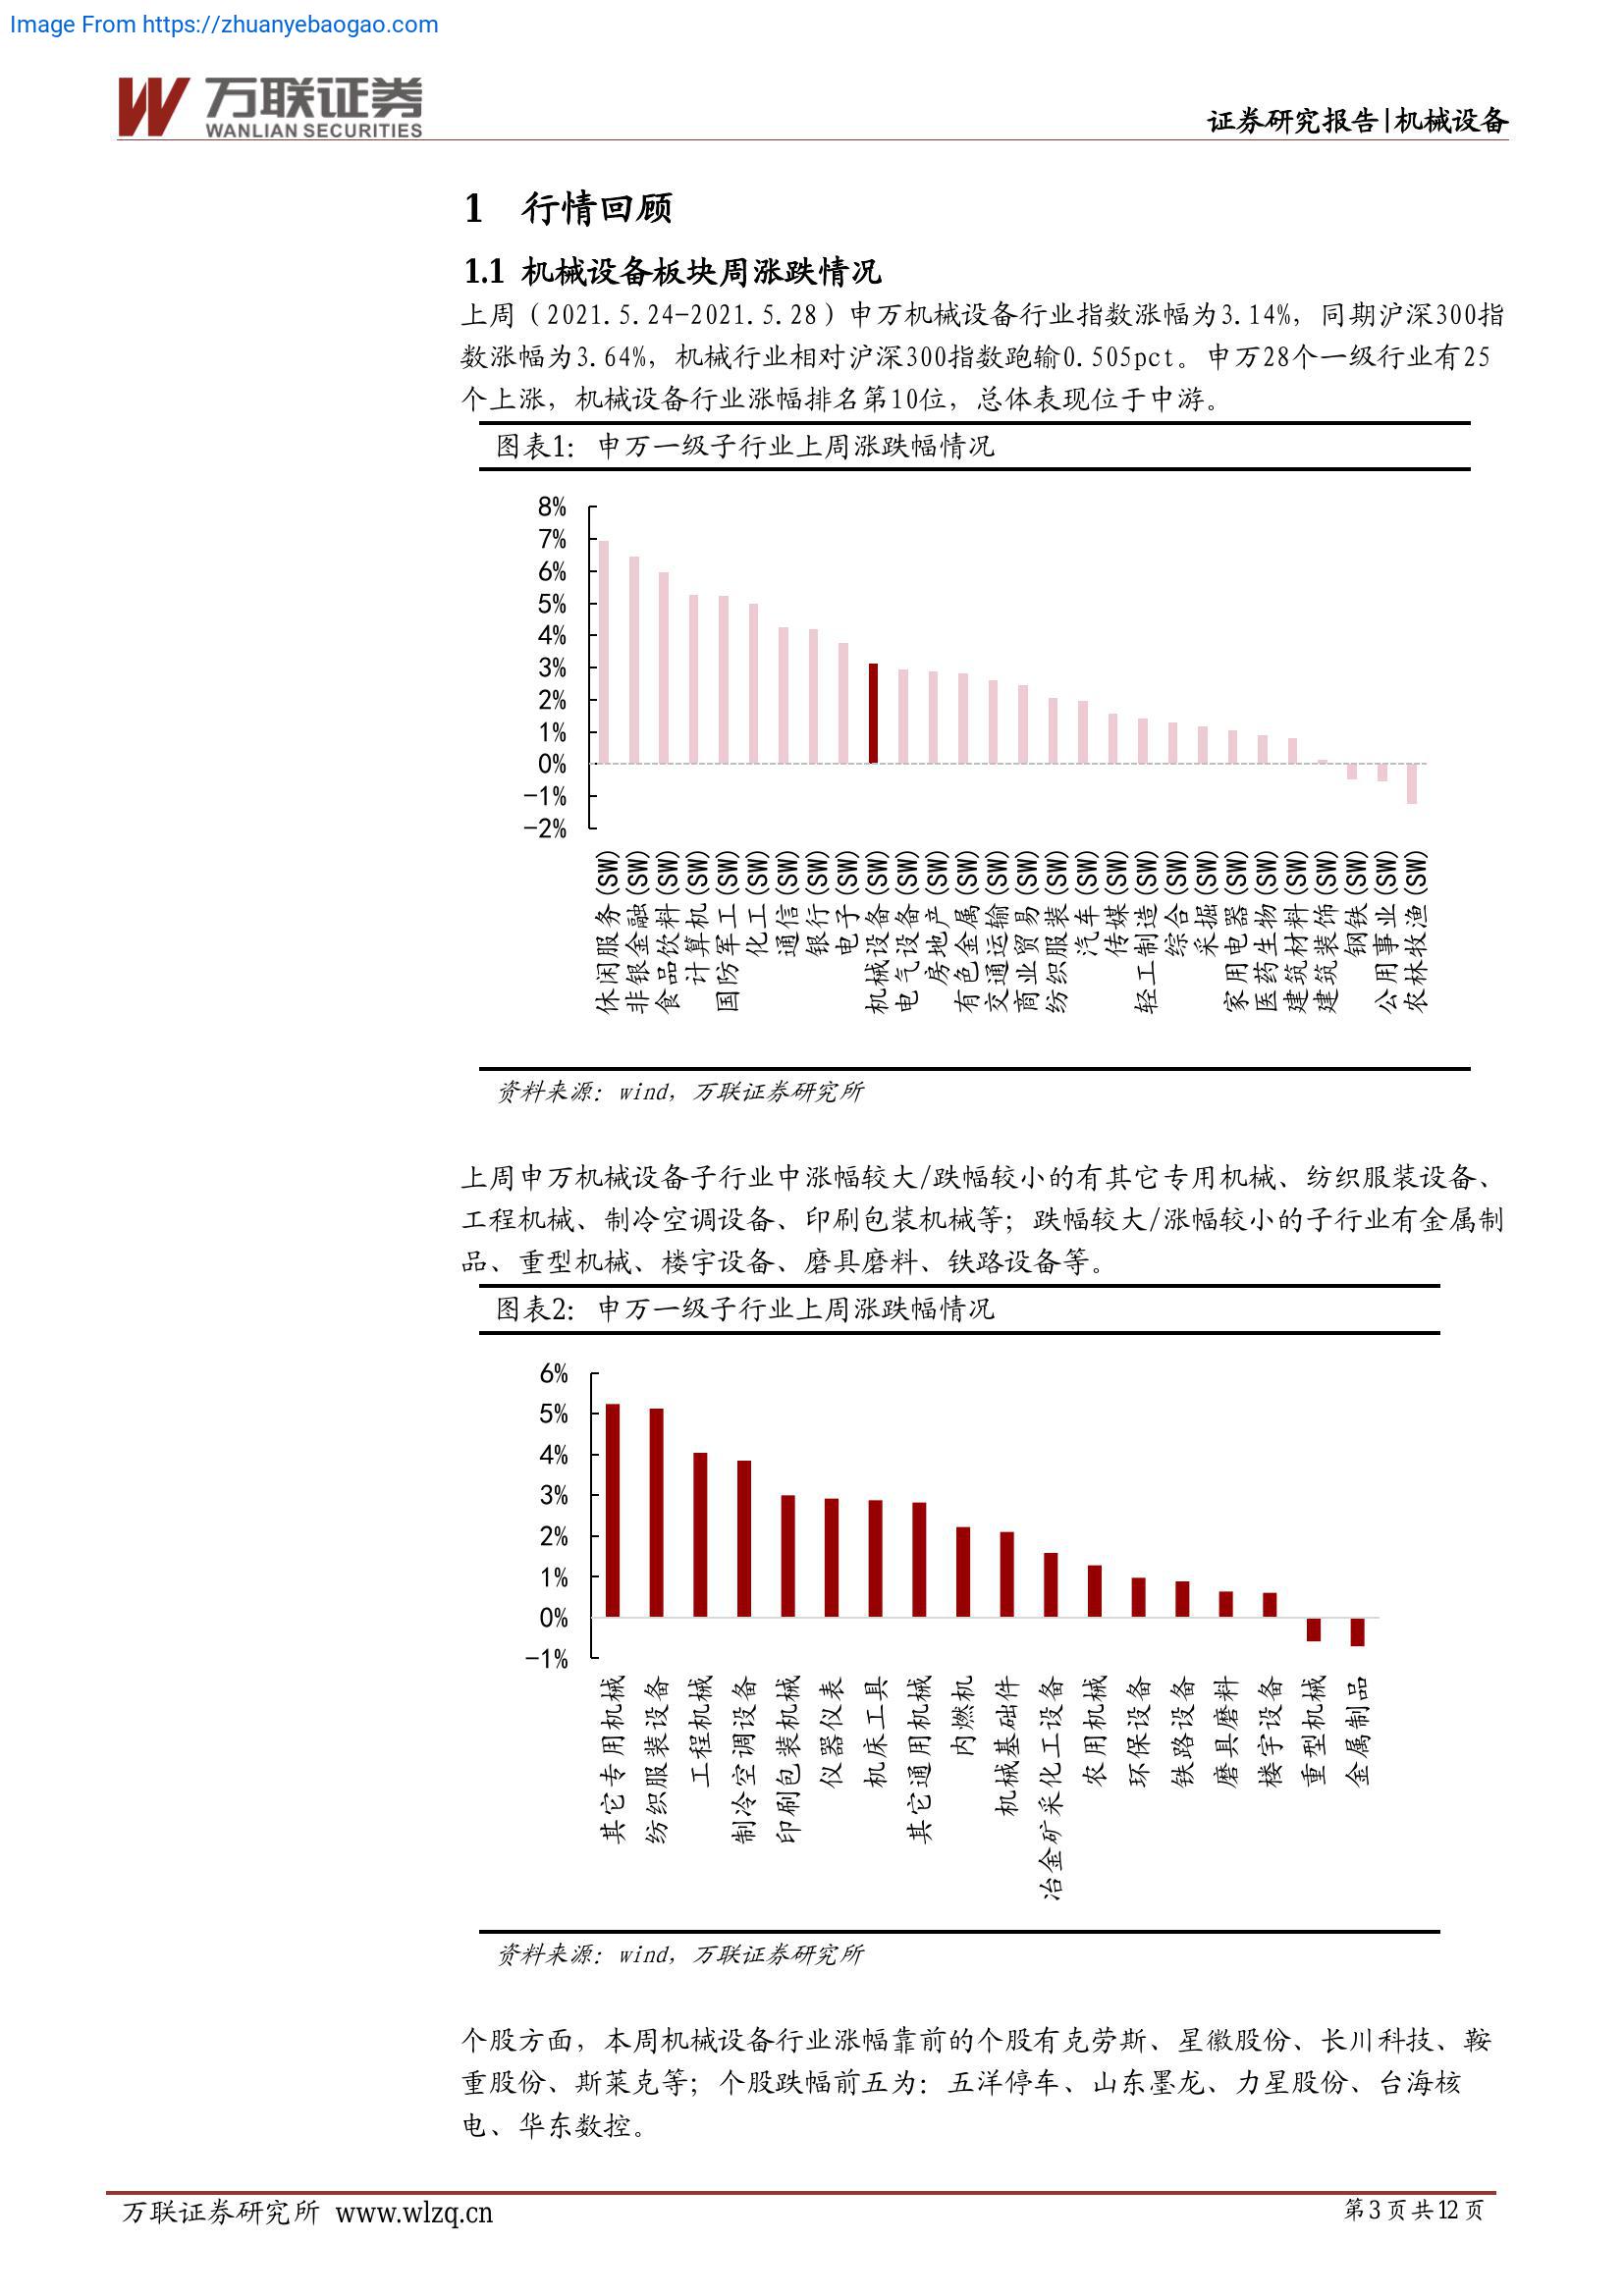 Image From https://zhuanyebaogao.com
万联证券
WANLIAN SECURITIES
证券研究报告|机械设备
1 行情回顾
1.1 机械设备板块周涨跌情况
上周（2021.5.24-2021.5.28）申万机械设备行业指数涨幅为3.14%，同期沪深300指
数涨幅为3.64%，机械行业相对沪深300指数跑输0.505pct。申万28个一级行业有25
个上涨，机械设备行业涨幅排名第10位，总体表现位于中游。
图表1：申万一级子行业上周涨跌幅情况
8%
7%
6%
5%
4%
3%
2%
1%
0%
-1%
-2%
休闲服务(SW)
非银金融(SW)
食品饮料(SW)
计算机(SW)
国防军工(SW)
化工(SW)
通信(SW)
银行(SW)
电子(SW)
机械设备(SW)
电气设备(SW)
房地产(SW)
有色金属(SW)
交通运输(SW)
商业贸易(SW)
纺织服装(SW)
汽车(SW)
传媒(SW)
轻工制造(SW)
综合(SW)
采掘(SW)
家用电器(SW)
医药生物(SW)
建筑材料(SW)
建筑装饰(SW)
钢铁(SW)
公用事业(SW)
农林牧渔(SW)
资料来源：wind，万联证券研究所
上周申万机械设备子行业中涨幅较大/跌幅较小的有其它专用机械、纺织服装设备、
工程机械、制冷空调设备、印刷包装机械等；跌幅较大/涨幅较小的子行业有金属制
品、重型机械、楼宇设备、磨具磨料、铁路设备等。
图表2：申万一级子行业上周涨跌幅情况
6%
5%
4%
3%
2%
1%
0%
-1%
其它专用机械
纺织服装设备
工程机械
制冷空调设备
印刷包装机械
仪器仪表
机床工具
其它通用机械
内燃机
机械基础件
冶金矿采化工设备
农用机械
环保设备
铁路设备
磨具磨料
楼宇设备
重型机械
金属制品
资料来源：wind，万联证券研究所
个股方面，本周机械设备行业涨幅靠前的个股有克劳斯、星徽股份、长川科技、鞍
重股份、斯莱克等；个股跌幅前五为：五洋停车、山东墨龙、力星股份、台海核
电、华东数控。
万联证券研究所 www.wlzq.cn
第 3 页 共 12 页